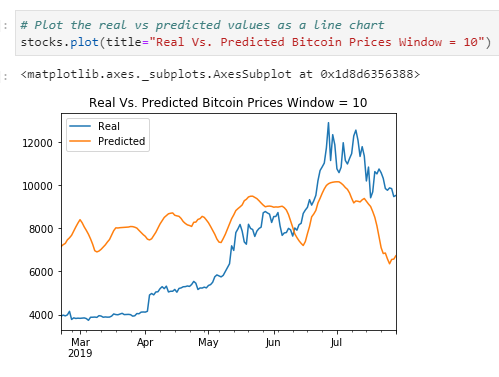 : # Plot the real vs predicted values as a line chart
stocks.plot(title="Real Vs. Predicted Bitcoin Prices Window = 10")
: <matplotlib.axes._subplots.AxesSubplot at 0x1d8d6356388>
Real Vs. Predicted Bitcoin Prices Window = 10
Real
Predicted
12000
10000
8000
6000
4000
Mar Apr May Jun Jul
2019